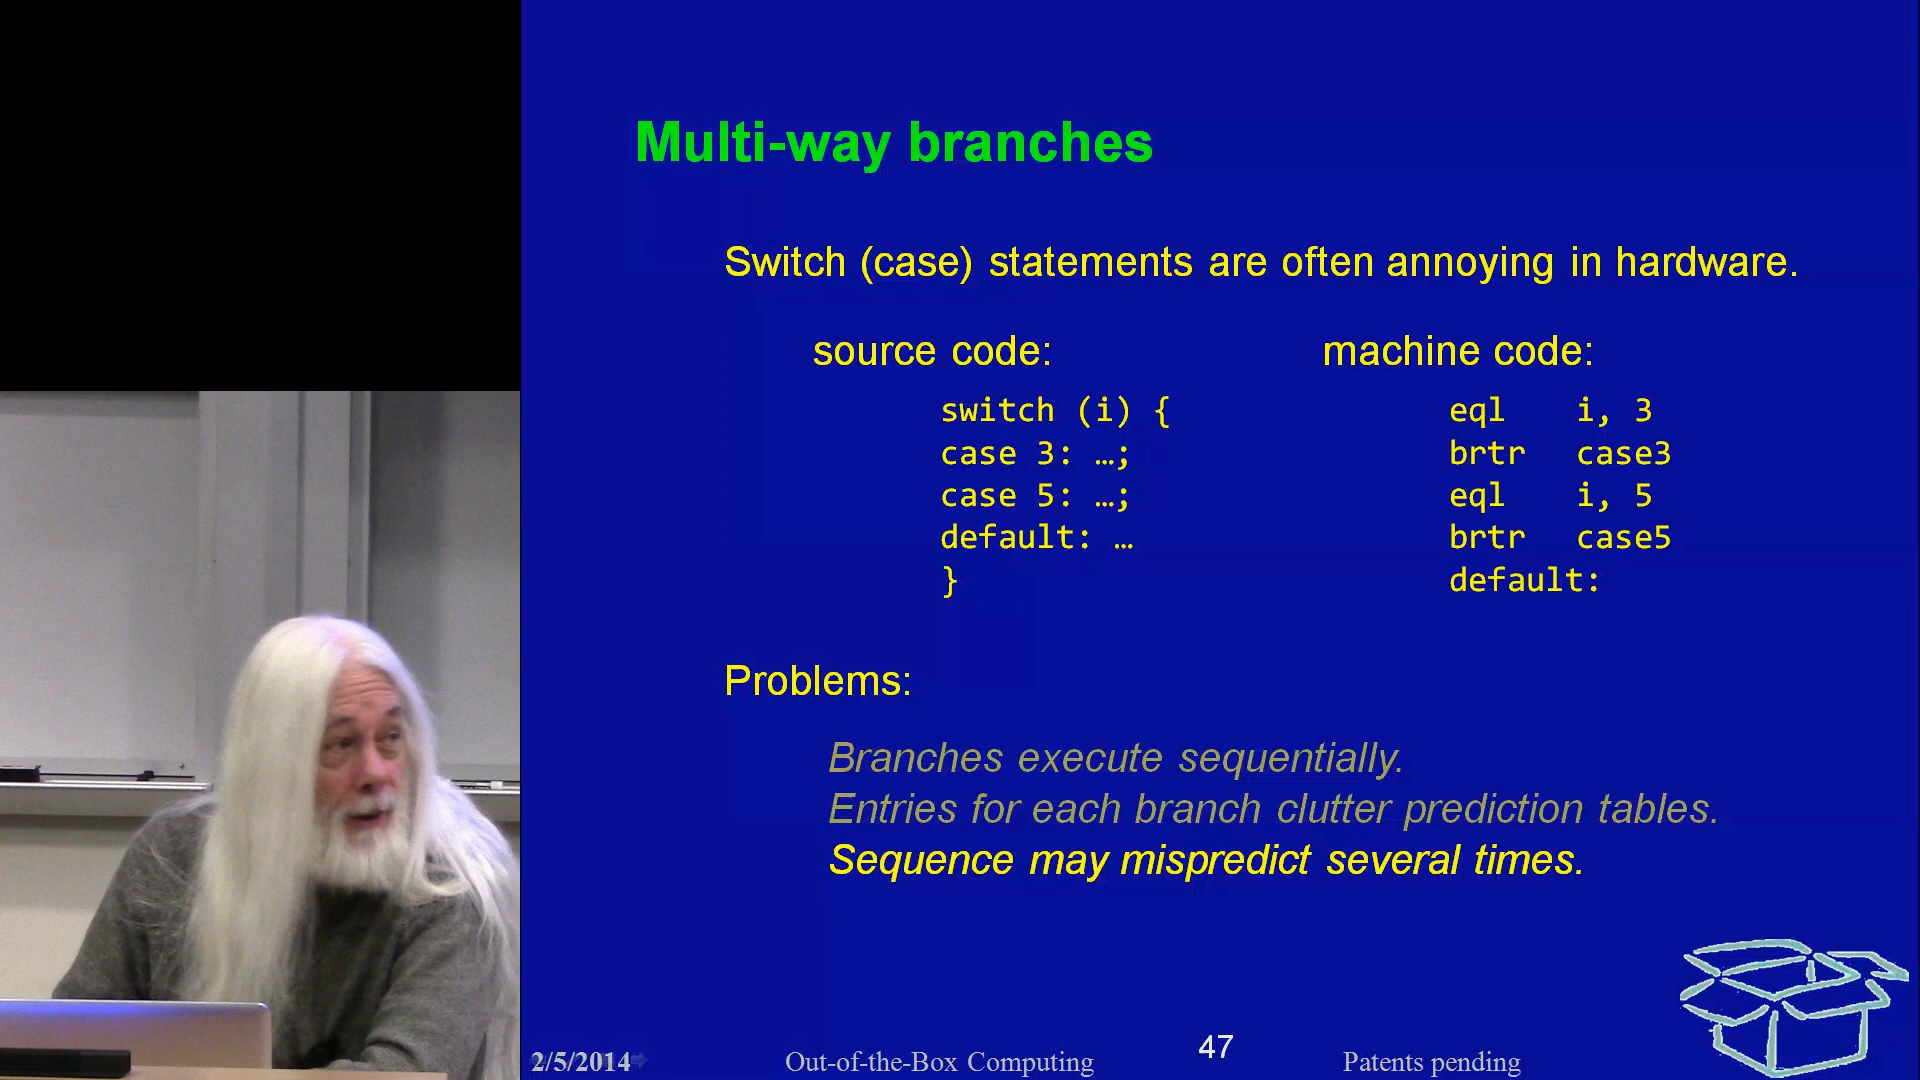 Multi-way branches
Switch (case) statements are often annoying in hardware.
source code:
switch (i) {
case 3: …;
case 5: …;
default: …
}
machine code:
eql i, 3
brtr case3
eql i, 5
brtr case5
default:
Problems:
Branches execute sequentially.
Entries for each branch clutter prediction tables.
Sequence may mispredict several times.
2/5/2014
Out-of-the-Box Computing
47
Patents pending